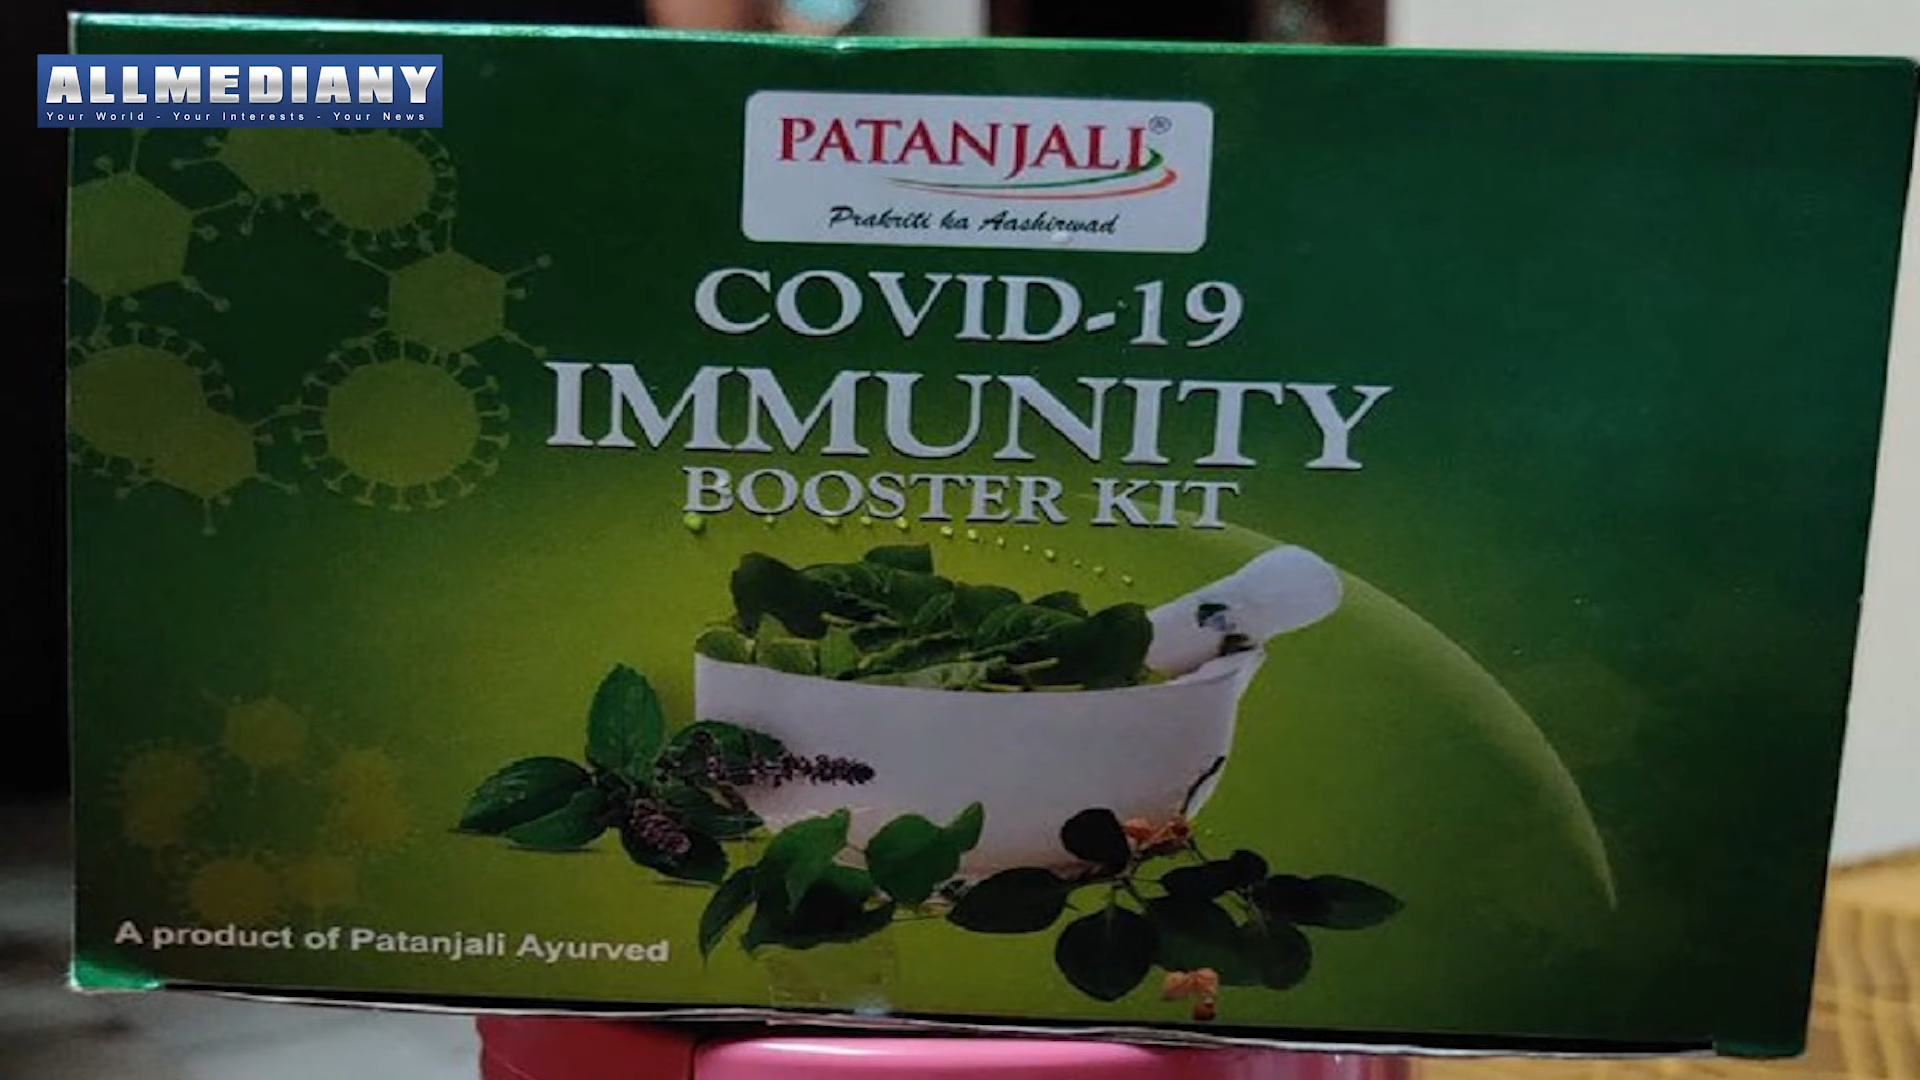 ALLMEDIANY
Your World - Your Interests - Your News
PATANJALI®
Prakriti ka Aashirwad
COVID-19
IMMUNITY
BOOSTER KIT
A product of Patanjali Ayurved